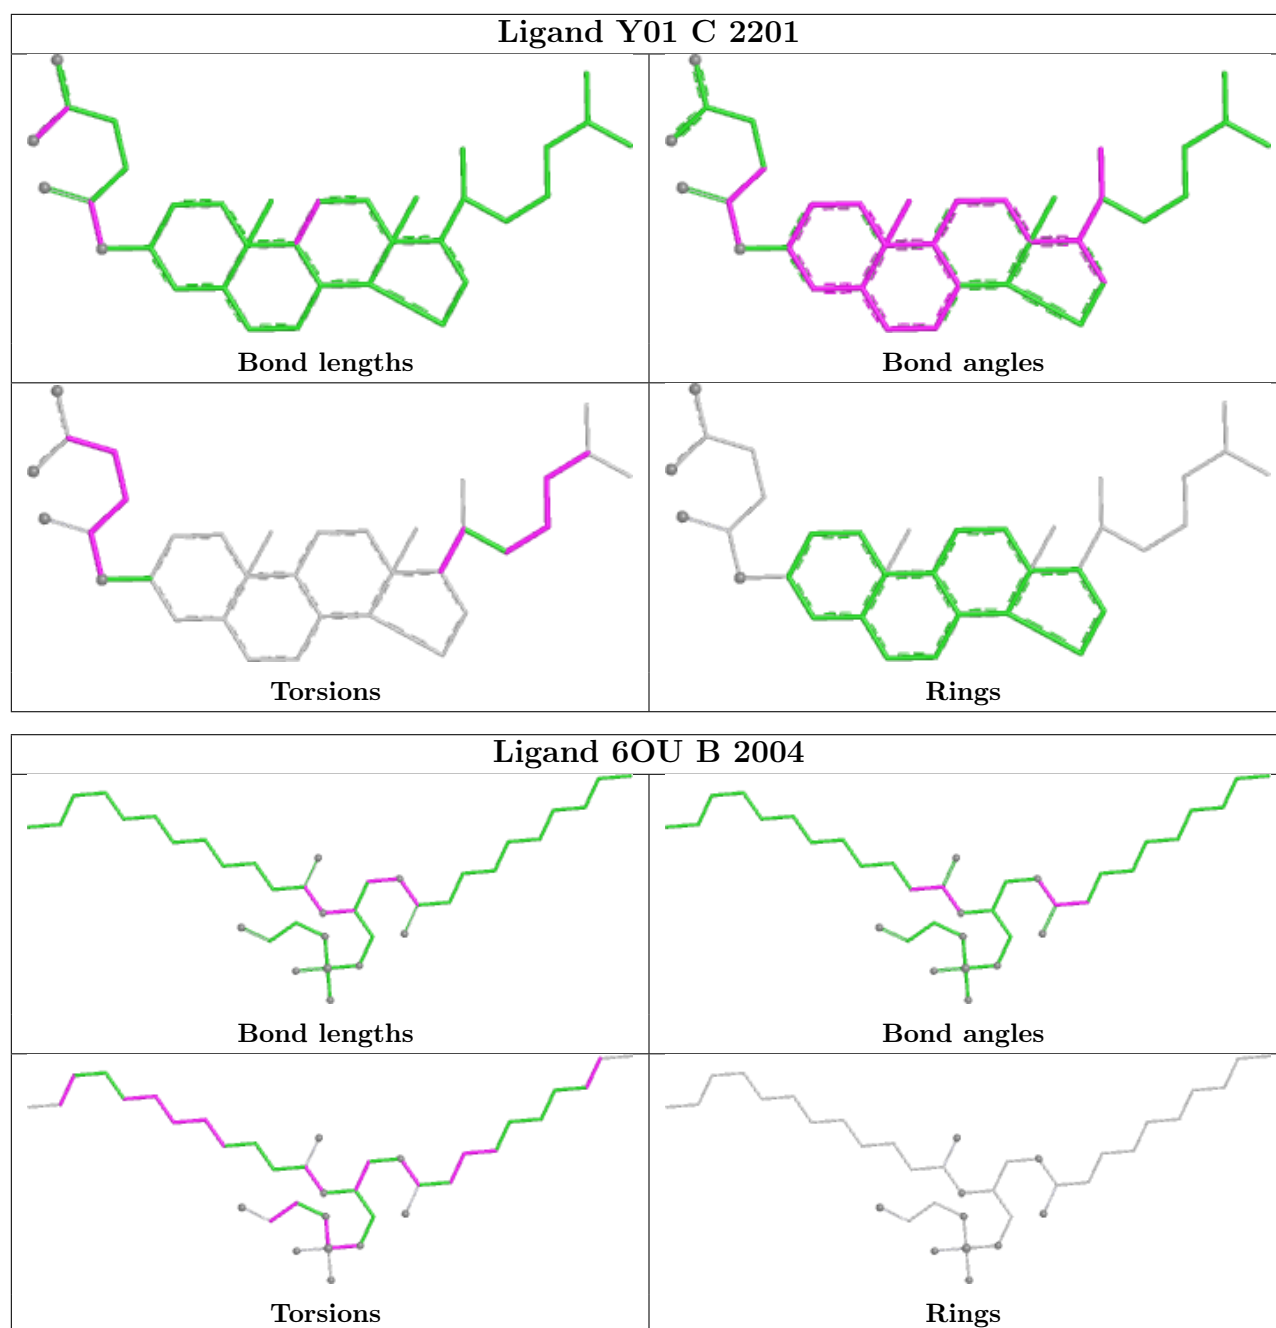 Ligand Y01 C 2201
Bond lengths
Bond angles
Torsions
Rings
Ligand 6OU B 2004
Bond lengths
Bond angles
Torsions
Rings